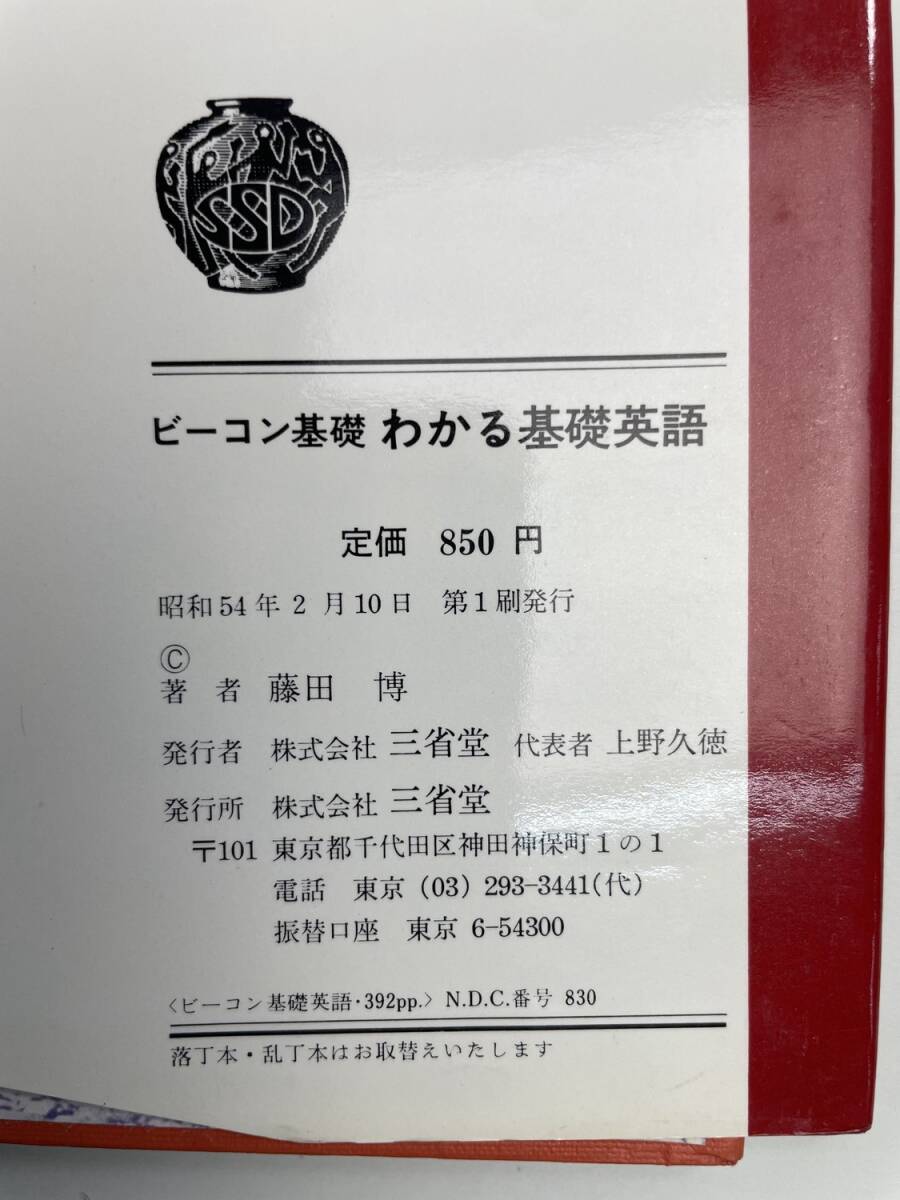 SSD
ビーコン基礎 わかる基礎英語
定価 850 円
昭和54年2月10日 第1刷発行
Ⓒ
著者 藤田 博
発行者 株式会社 三省堂 代表者 上野久徳
発行所 株式会社 三省堂
〒101 東京都千代田区神田神保町1の1
電話 東京 (03) 293-3441(代)
振替口座 東京 6-54300
〈ビーコン基礎英語・392pp.〉 N.D.C.番号 830
落丁本・乱丁本はお取替えいたします